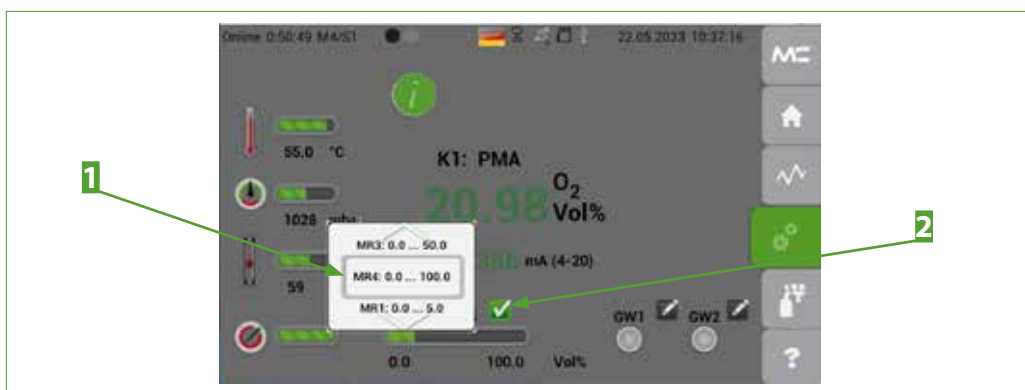 Online 0:50:49 M4/S1 22.05.2023 10:37:16
MC
i
55.0 °C
K1: PMA
20.98 O2
Vol%
1028
MR3: 0.0 ... 50.0
mA (4-20)
1
MR4: 0.0 ... 100.0
2
59
MR1: 0.0 ... 5.0
GW1 GW2
0.0 100.0 Vol%
?